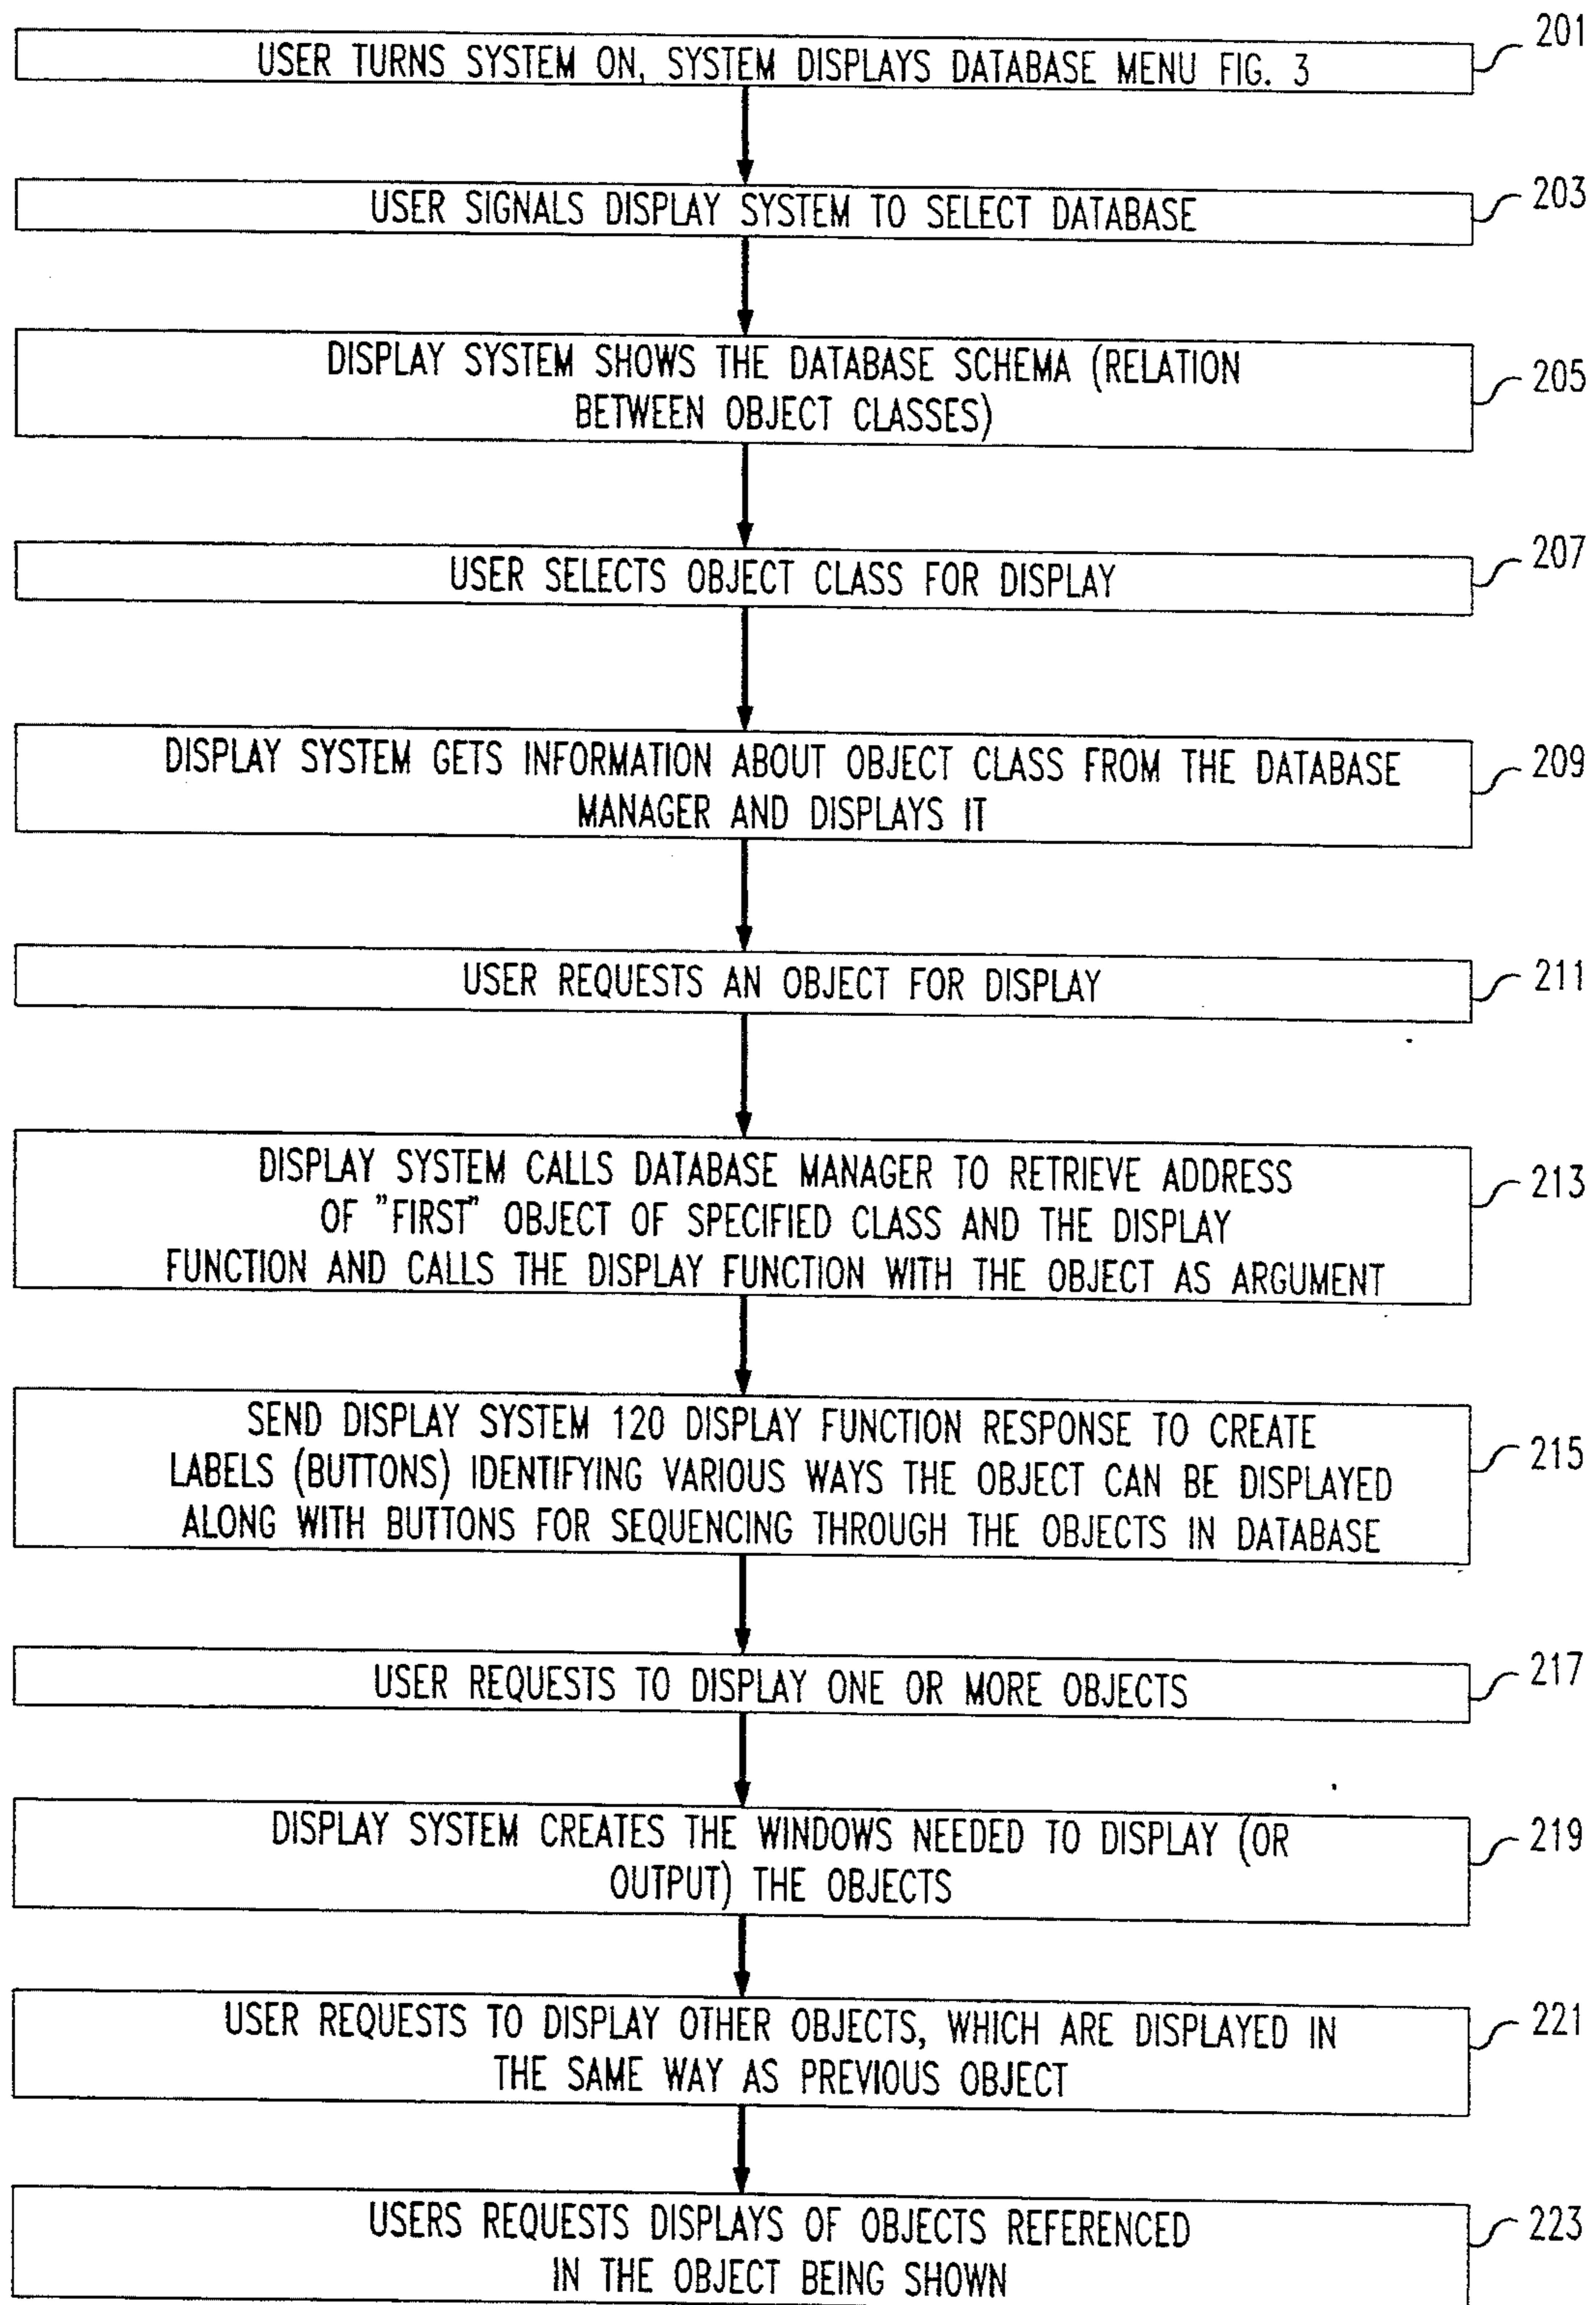 201
USER TURNS SYSTEM ON, SYSTEM DISPLAYS DATABASE MENU FIG. 3
203
USER SIGNALS DISPLAY SYSTEM TO SELECT DATABASE
DISPLAY SYSTEM SHOWS THE DATABASE SCHEMA (RELATION
BETWEEN OBJECT CLASSES)
205
207
USER SELECTS OBJECT CLASS FOR DISPLAY
DISPLAY SYSTEM GETS INFORMATION ABOUT OBJECT CLASS FROM THE DATABASE
MANAGER AND DISPLAYS IT
209
USER REQUESTS AN OBJECT FOR DISPLAY
211
DISPLAY SYSTEM CALLS DATABASE MANAGER TO RETRIEVE ADDRESS
OF "FIRST" OBJECT OF SPECIFIED CLASS AND THE DISPLAY
FUNCTION AND CALLS THE DISPLAY FUNCTION WITH THE OBJECT AS ARGUMENT
213
SEND DISPLAY SYSTEM 120 DISPLAY FUNCTION RESPONSE TO CREATE
LABELS (BUTTONS) IDENTIFYING VARIOUS WAYS THE OBJECT CAN BE DISPLAYED
ALONG WITH BUTTONS FOR SEQUENCING THROUGH THE OBJECTS IN DATABASE
215
USER REQUESTS TO DISPLAY ONE OR MORE OBJECTS
217
DISPLAY SYSTEM CREATES THE WINDOWS NEEDED TO DISPLAY (OR
OUTPUT) THE OBJECTS
219
USER REQUESTS TO DISPLAY OTHER OBJECTS, WHICH ARE DISPLAYED IN
THE SAME WAY AS PREVIOUS OBJECT
221
USERS REQUESTS DISPLAYS OF OBJECTS REFERENCED
IN THE OBJECT BEING SHOWN
223